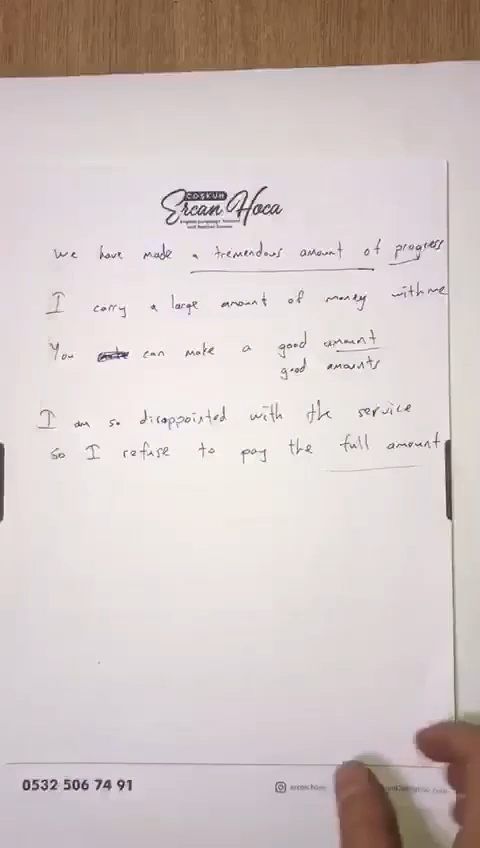 COSKUN
Ercan Hoca
We have made a tremendous amount of progress
I carry a large amount of money with me
You can make a good amount
good amounts
I am so disappointed with the service
so I refuse to pay the full amount
0532 506 74 91